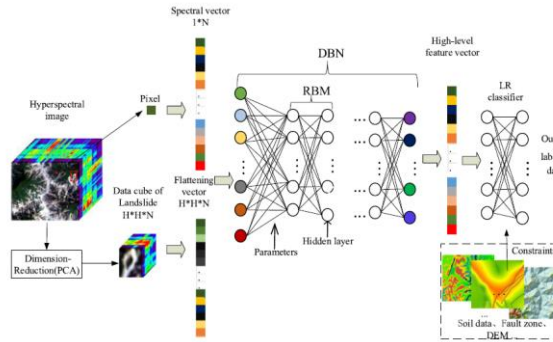 Spectral vector
1*N
DBN
High-level
feature vector
Hyperspectral
image
Pixel
RBM
LR
classifier
Data cube of
Landslide
H*H*N
Flattening
vector
H*H*N
Dimension-
Reduction(PCA)
Parameters
Hidden layer
Constraints
Soil data、Fault zone、
DEM...